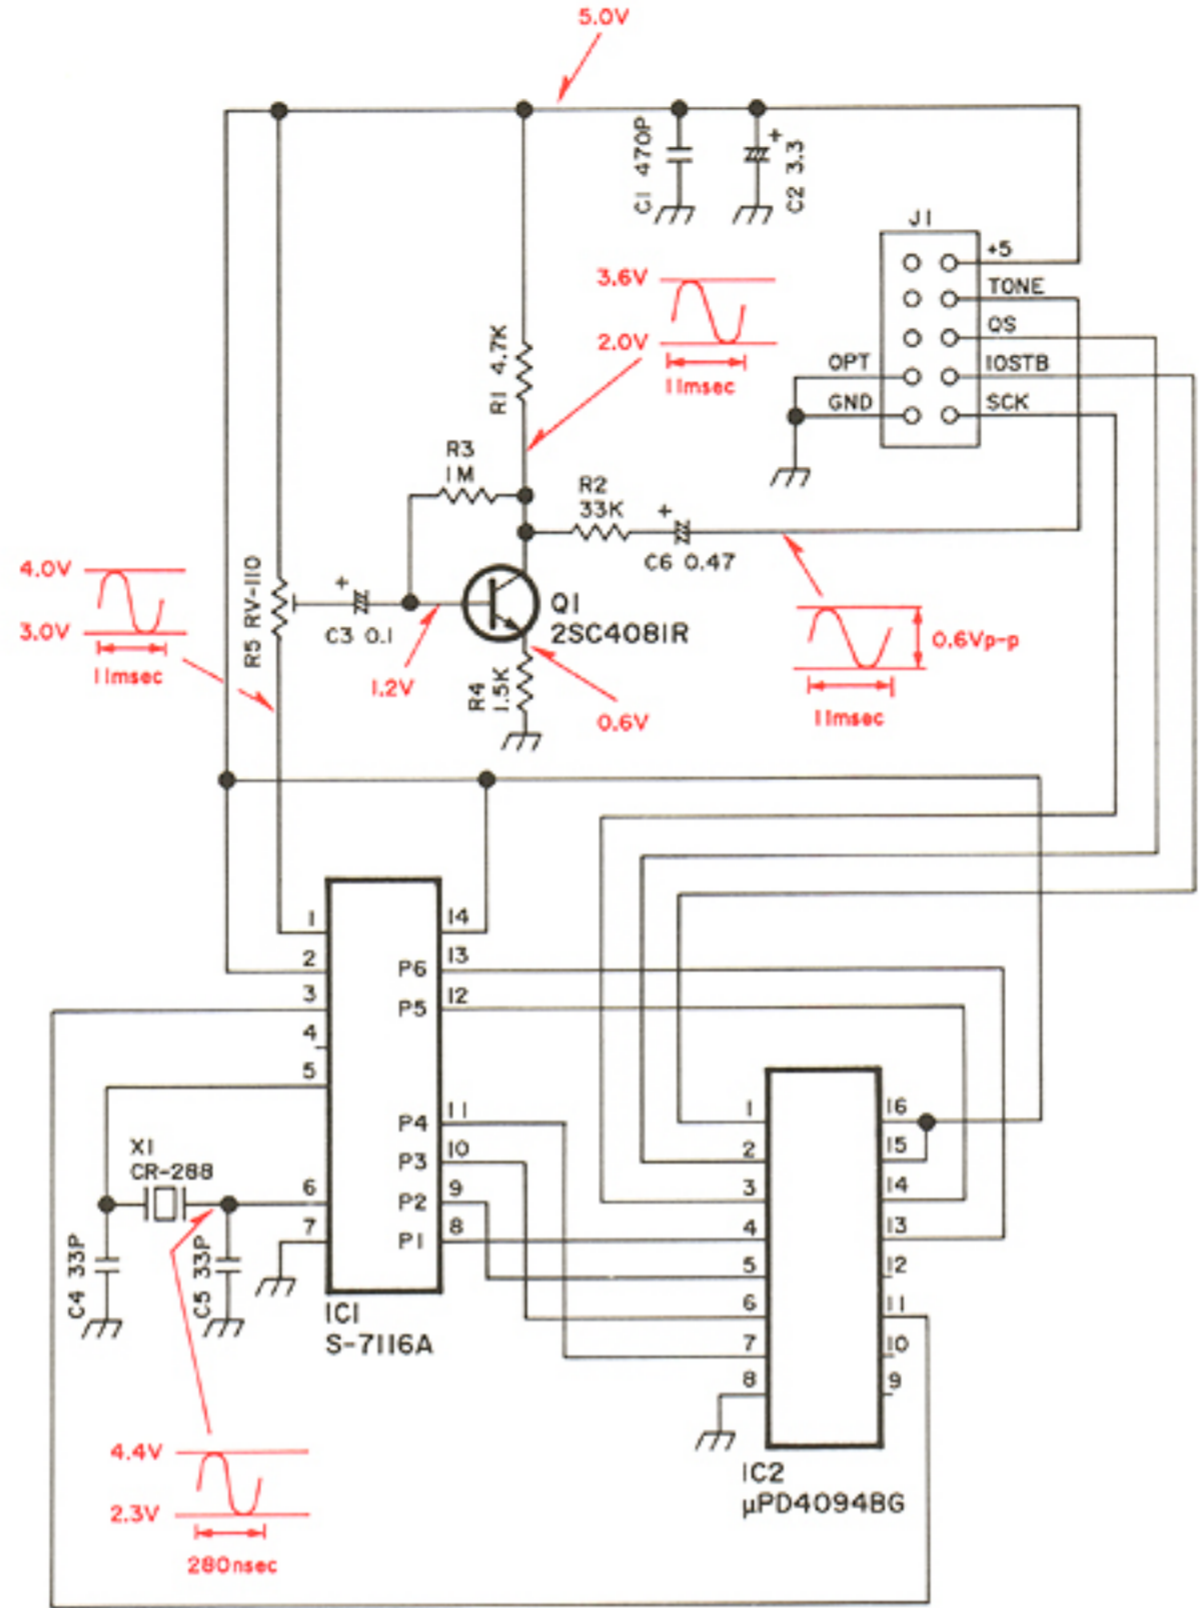 5.0V
C1 470P
+
C2 3.3
J1
+5
TONE
QS
IOSTB
SCK
OPT
GND
3.6V
2.0V
11msec
R1 4.7K
R3
1M
R2
33K
+
C6 0.47
4.0V
3.0V
11msec
R5 RV-110
+
C3 0.1
Q1
2SC4081R
1.2V
R4
1.5K
0.6V
0.6Vp-p
11msec
1
2
3
4
5
6
7
14
P6 13
P5 12
P4 11
P3 10
P2 9
P1 8
IC1
S-7116A
X1
CR-288
C4 33P
C5 33P
4.4V
2.3V
280nsec
1
2
3
4
5
6
7
8
16
15
14
13
12
11
10
9
IC2
μPD4094BG